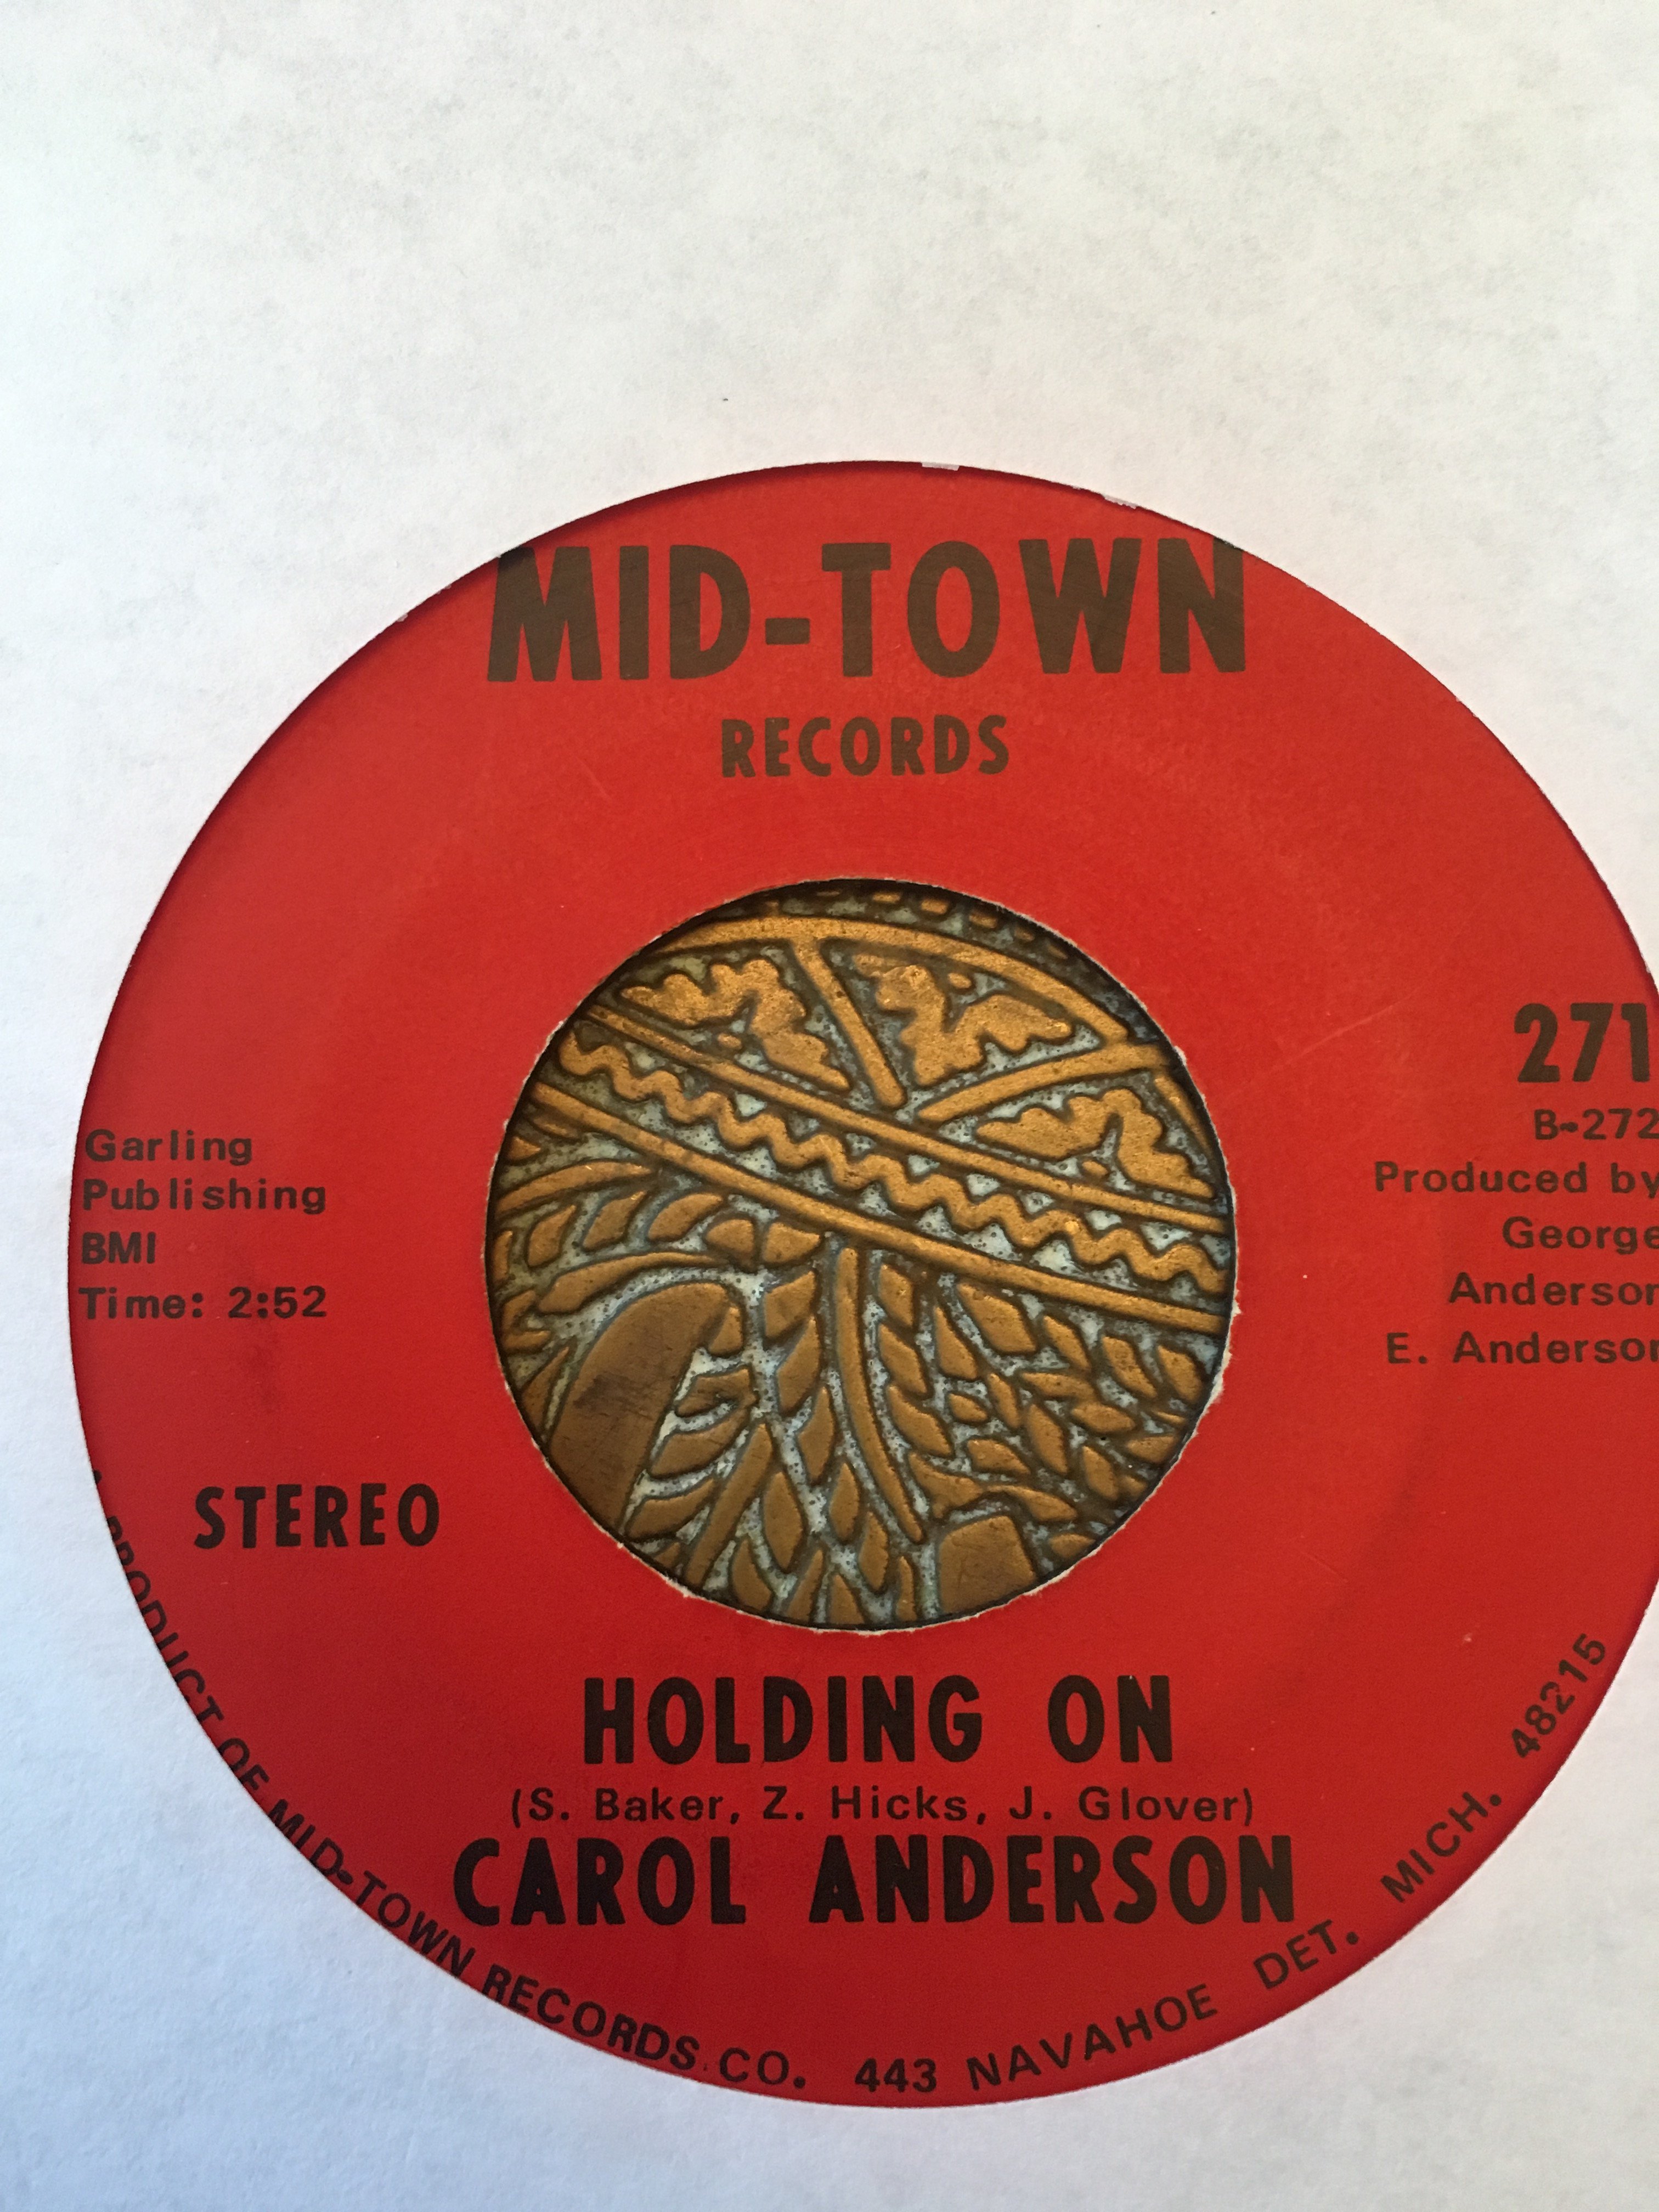 MID-TOWN
RECORDS
271
B-272
Produced by
George
Anderson
E. Anderson
Garling
Publishing
BMI
Time: 2:52
STEREO
HOLDING ON
(S. Baker, Z. Hicks, J. Glover)
CAROL ANDERSON
A PRODUCT OF MID-TOWN RECORDS CO. 443 NAVAHOE DET. MICH. 48215